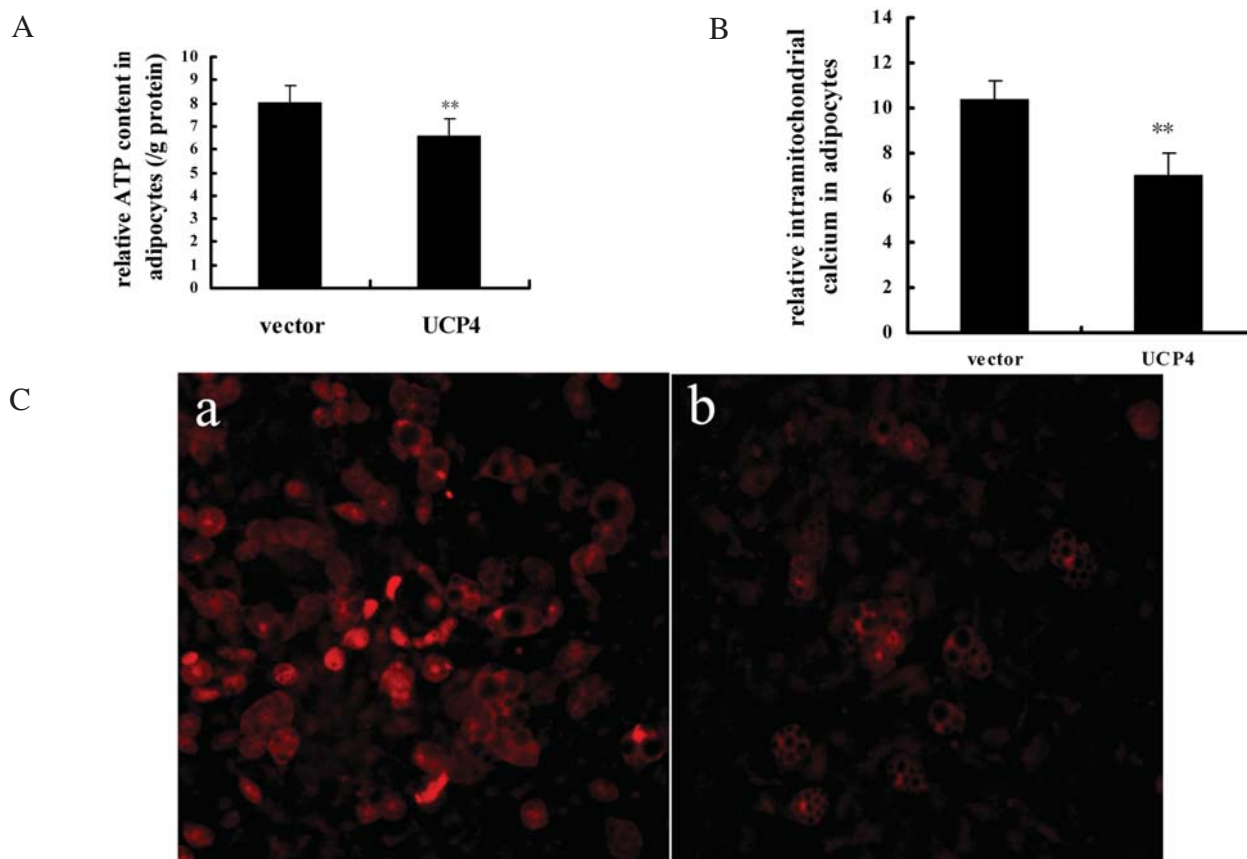 A
relative ATP content in
adipocytes (/g protein)
10
9
8
7
6
5
4
3
2
1
0
**
vector UCP4
B
relative intramitochondrial
calcium in adipocytes
14
12
10
8
6
4
2
0
**
vector UCP4
C
a
b